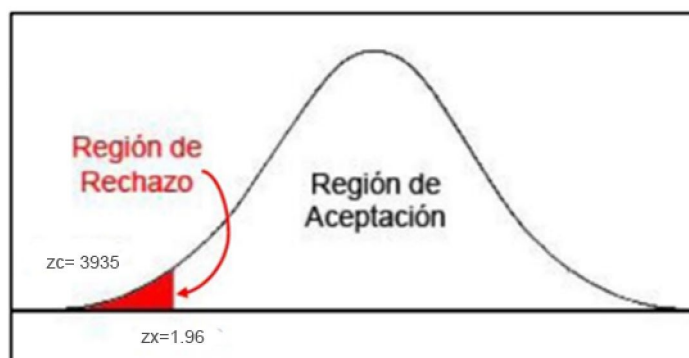 Región de
Rechazo
Región de
Aceptación
zc= 3935
zx=1.96